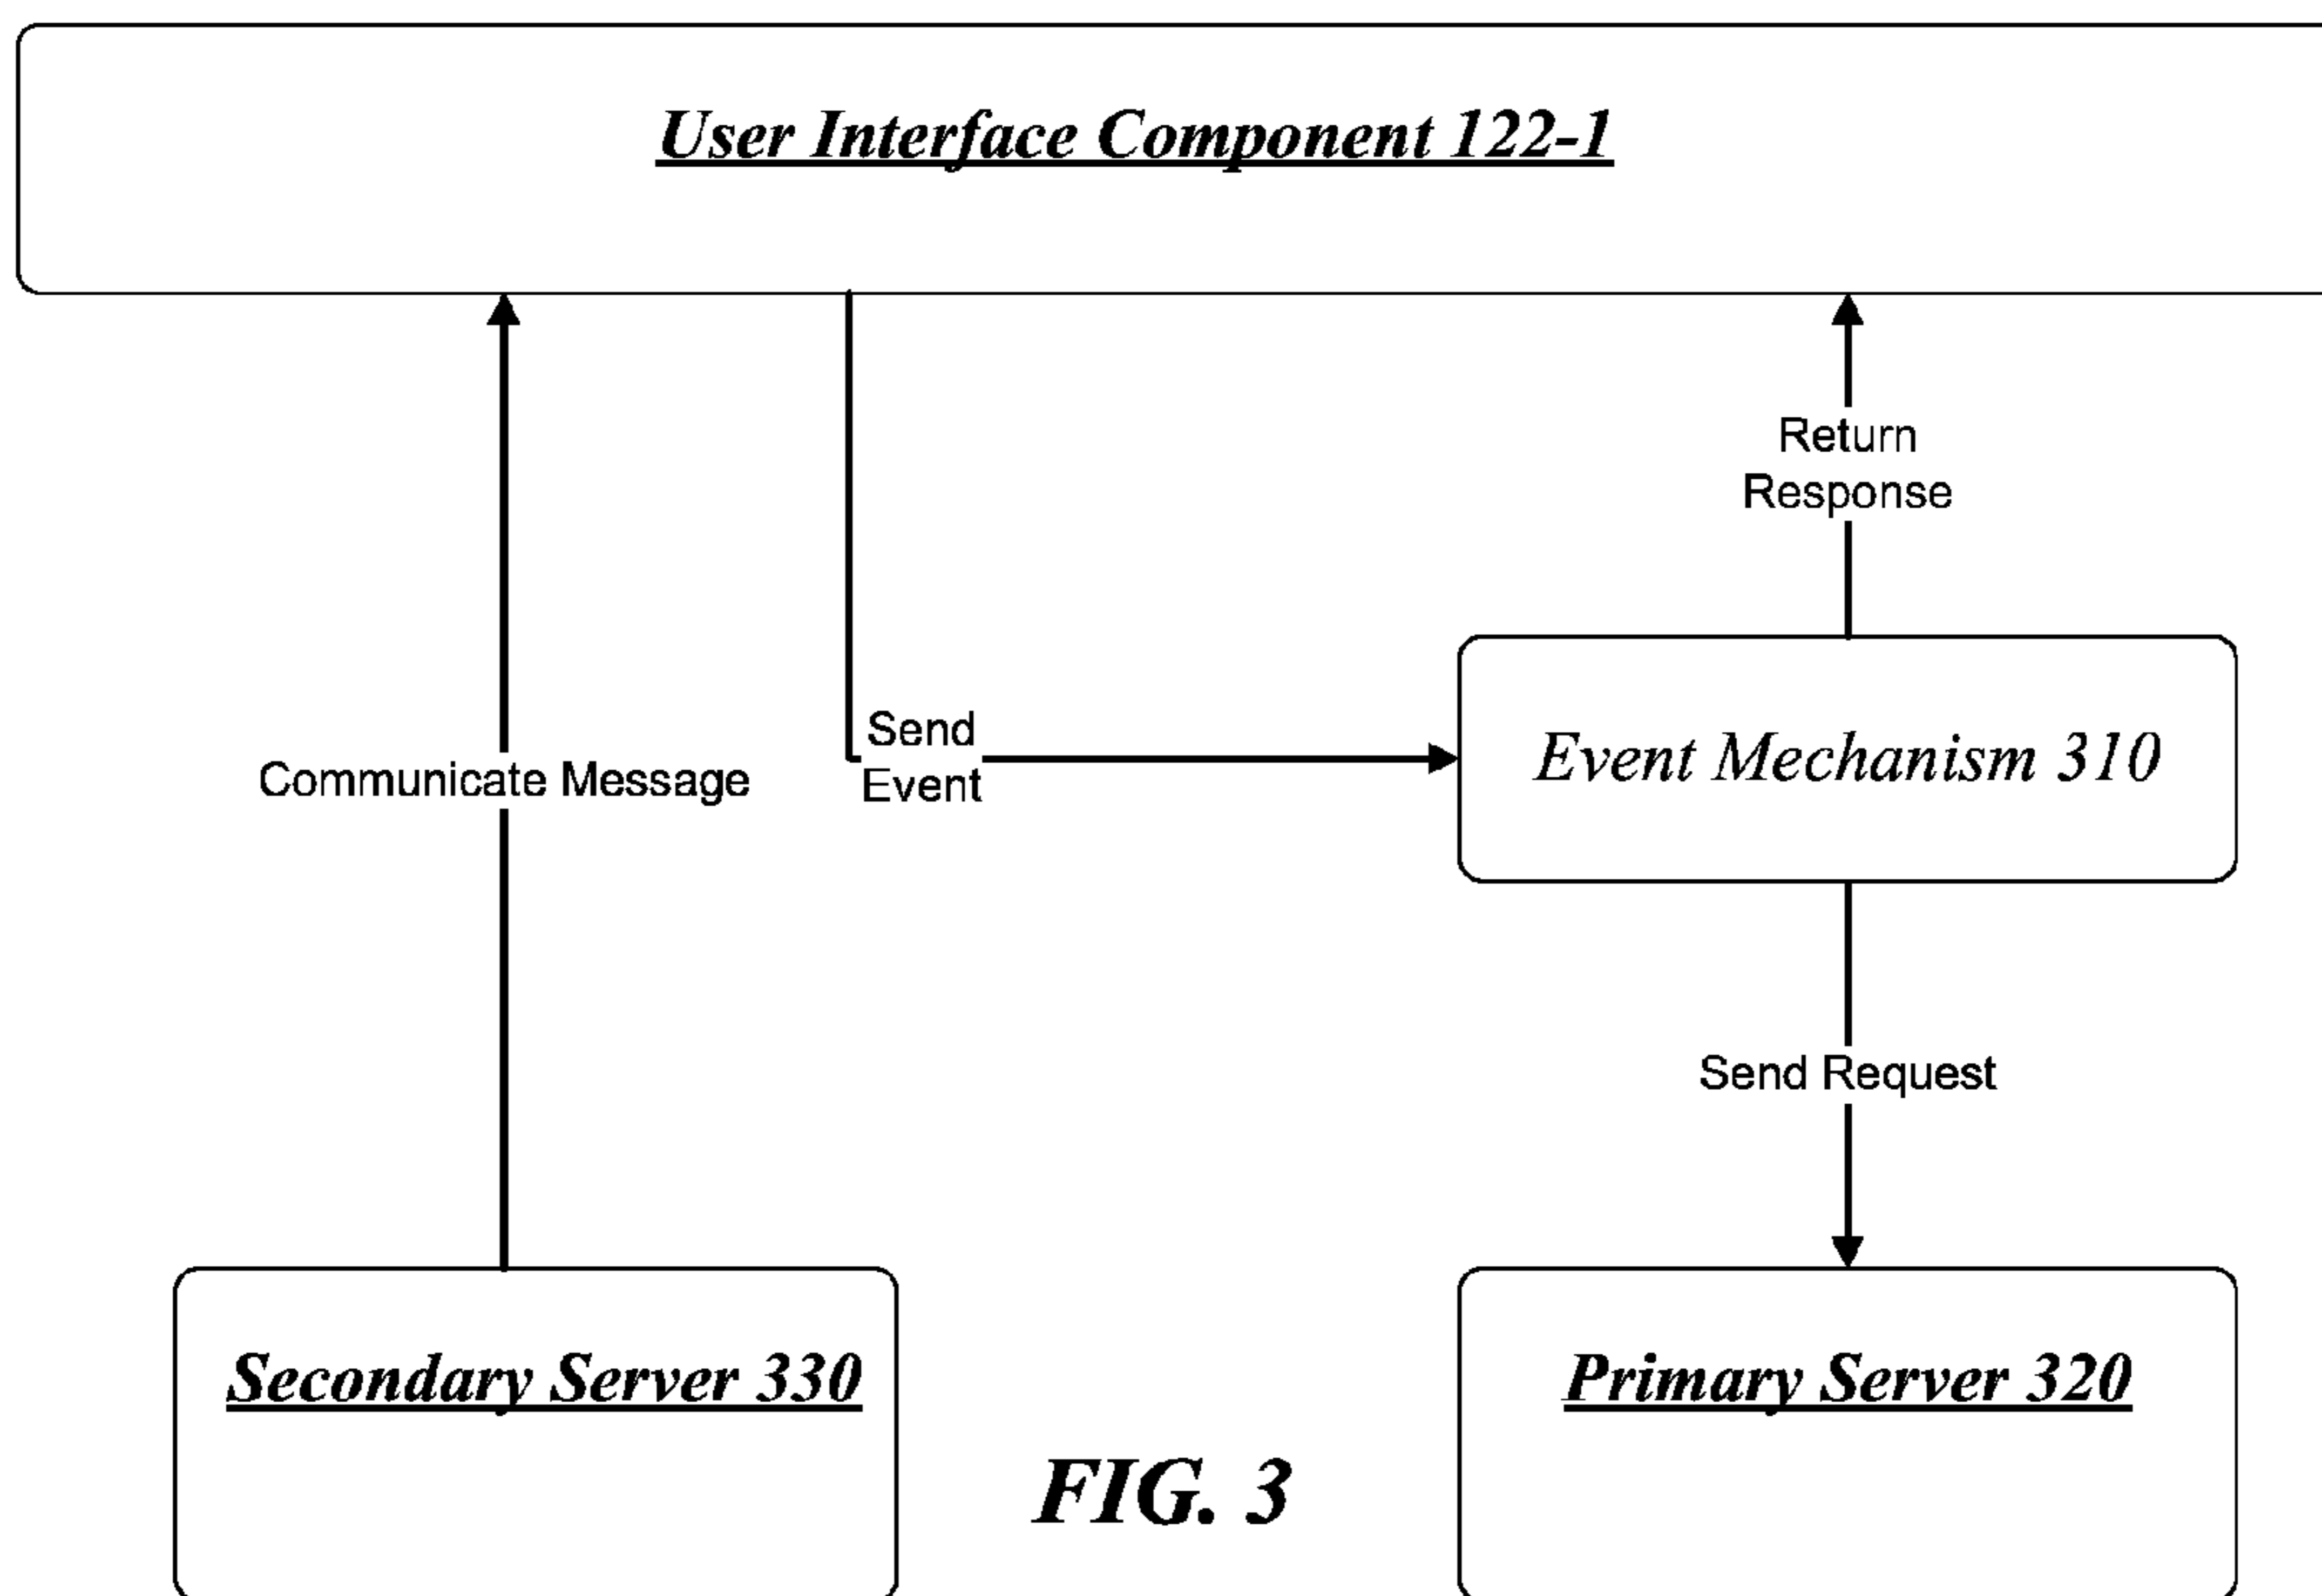 User Interface Component 122-1
Return
Response
Send
Event
Communicate Message
Event Mechanism 310
Send Request
Secondary Server 330
Primary Server 320
FIG. 3